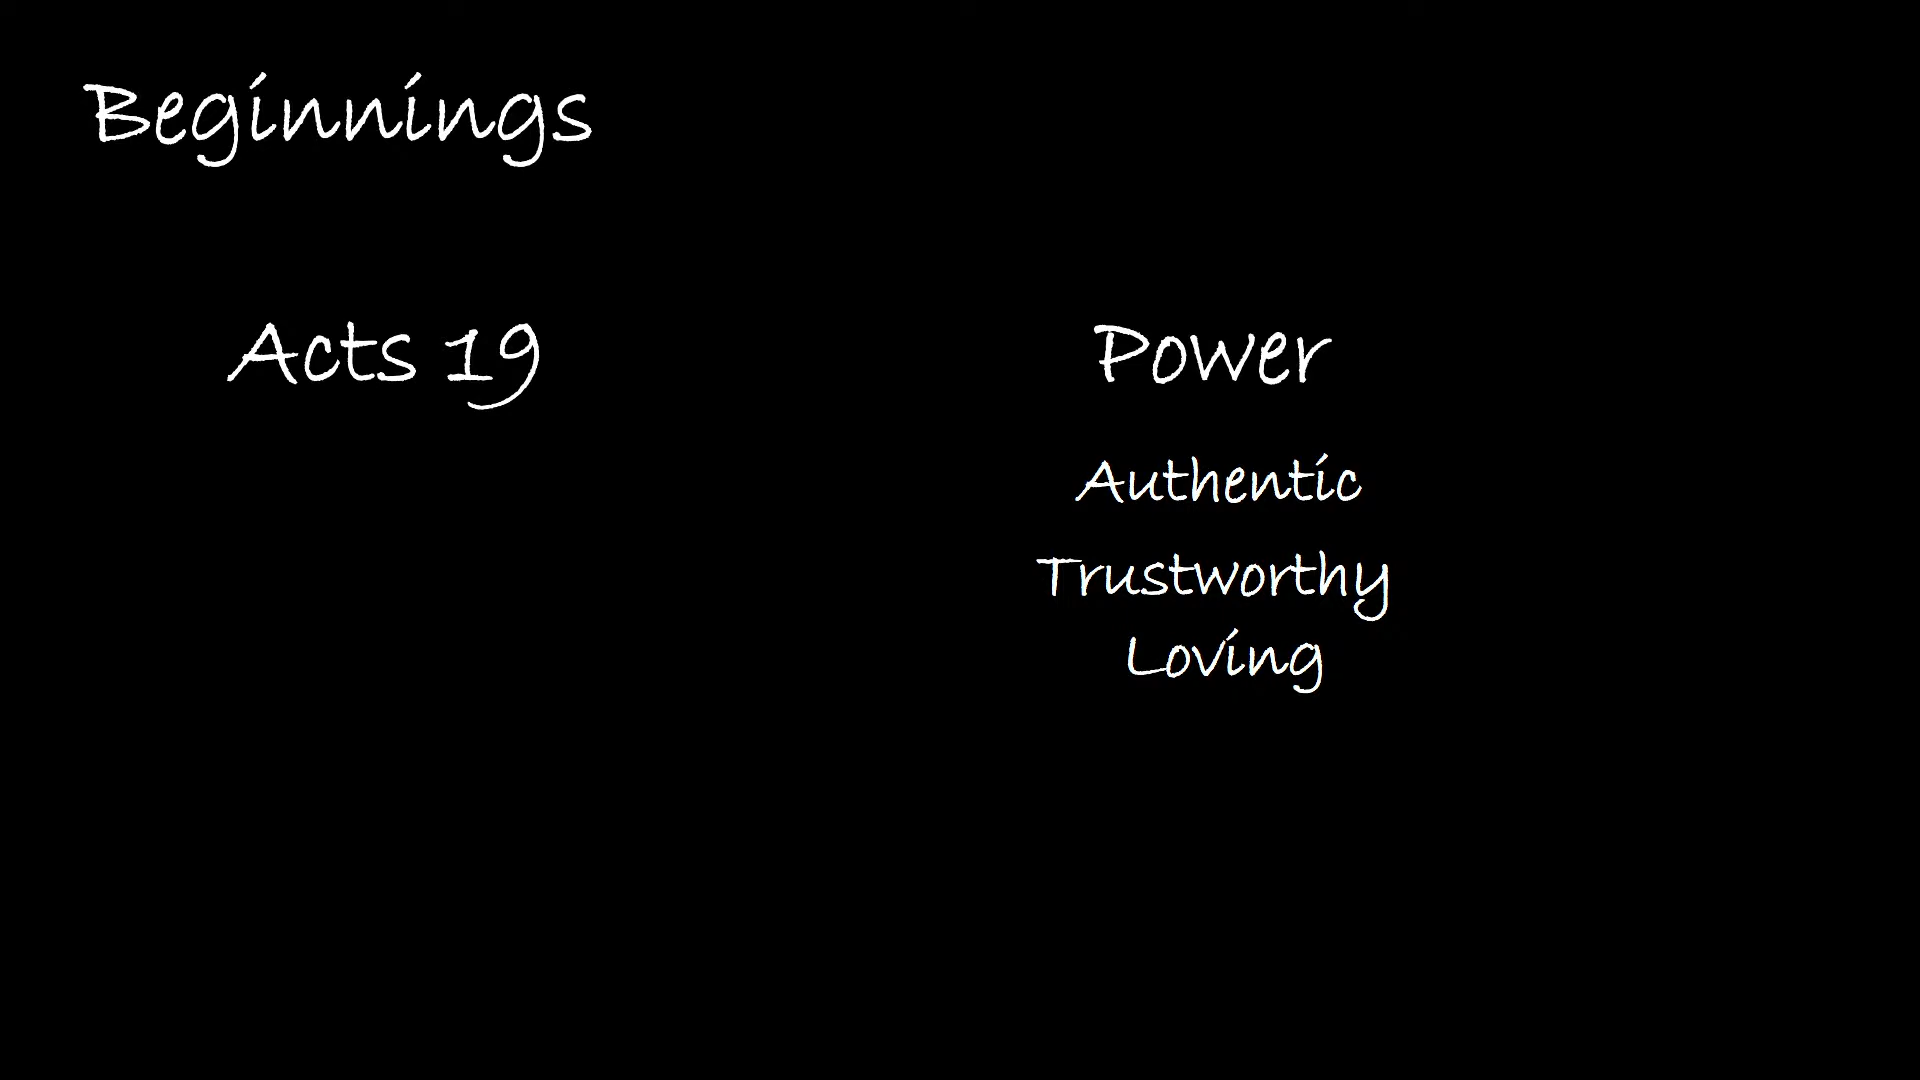 Beginnings
Acts 19
Power
Authentic
Trustworthy
Loving